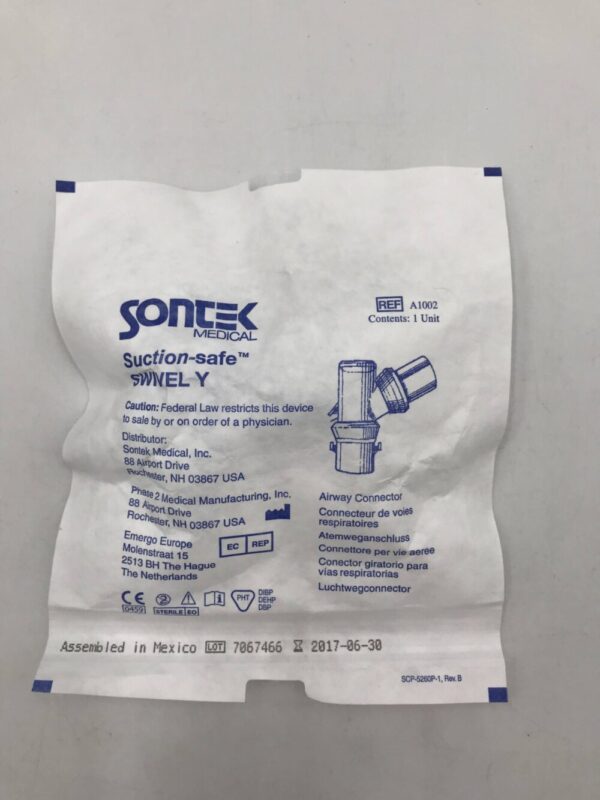 SONTEK
MEDICAL
Suction-safe™
SWIVEL Y
REF A1002
Contents: 1 Unit
Caution: Federal Law restricts this device
to sale by or on order of a physician.
Distributor:
Sontek Medical, Inc.
88 Airport Drive
Rochester, NH 03867 USA
Phase 2 Medical Manufacturing, Inc.
88 Airport Drive
Rochester, NH 03867 USA
Emergo Europe
Molenstraat 15
2513 BH The Hague
The Netherlands
EC REP
Airway Connector
Connecteur de voies
respiratoires
Atemweganschluss
Connettore per vie aeree
Conector giratorio para
vías respiratorias
Luchtwegconnector
CE 0459
2
STERILE EO
i
PHT
DIBP
DEHP
DBP
Assembled in Mexico LOT 7067466 2017-06-30
SCP-5260P-1, Rev. B